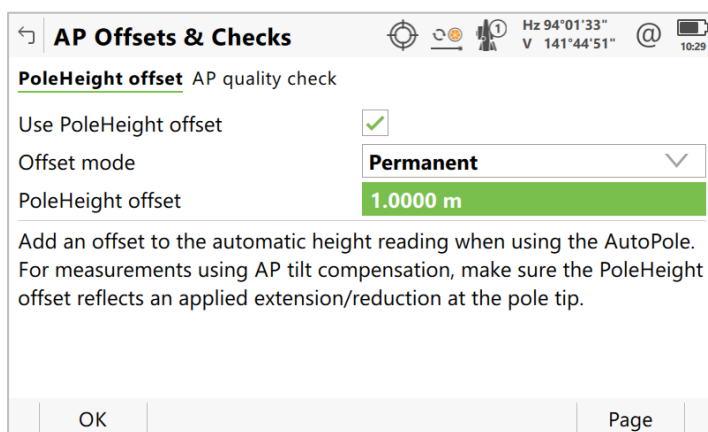 AP Offsets & Checks
1
Hz 94°01'33"
V 141°44'51"
@
10:29
PoleHeight offset AP quality check
Use PoleHeight offset
Offset mode Permanent
PoleHeight offset 1.0000 m
Add an offset to the automatic height reading when using the AutoPole.
For measurements using AP tilt compensation, make sure the PoleHeight
offset reflects an applied extension/reduction at the pole tip.
OK Page